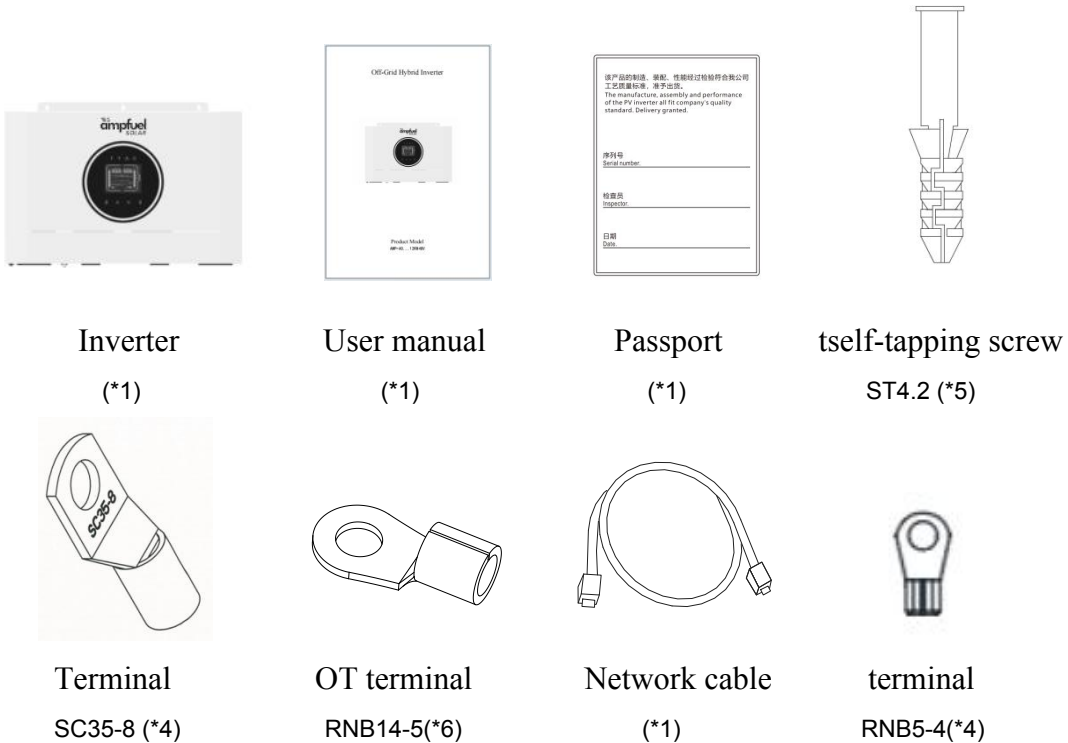 ampfuel
SOLAR
Off-Grid Hybrid Inverter
ampfuel
SOLAR
Product Model
该产品的制造、装配、性能经过检验符合我公司
工艺质量标准，准予出货。
The manufacture, assembly and performance
of the PV inverter all fit company's quality
standard. Delivery granted.
序列号
Serial number.
检查员
Inspector.
日期
Date.
Inverter
User manual
Passport
tself-tapping screw
(*1)
(*1)
(*1)
ST4.2 (*5)
SC35-8
Terminal
OT terminal
Network cable
terminal
SC35-8 (*4)
RNB14-5(*6)
(*1)
RNB5-4(*4)